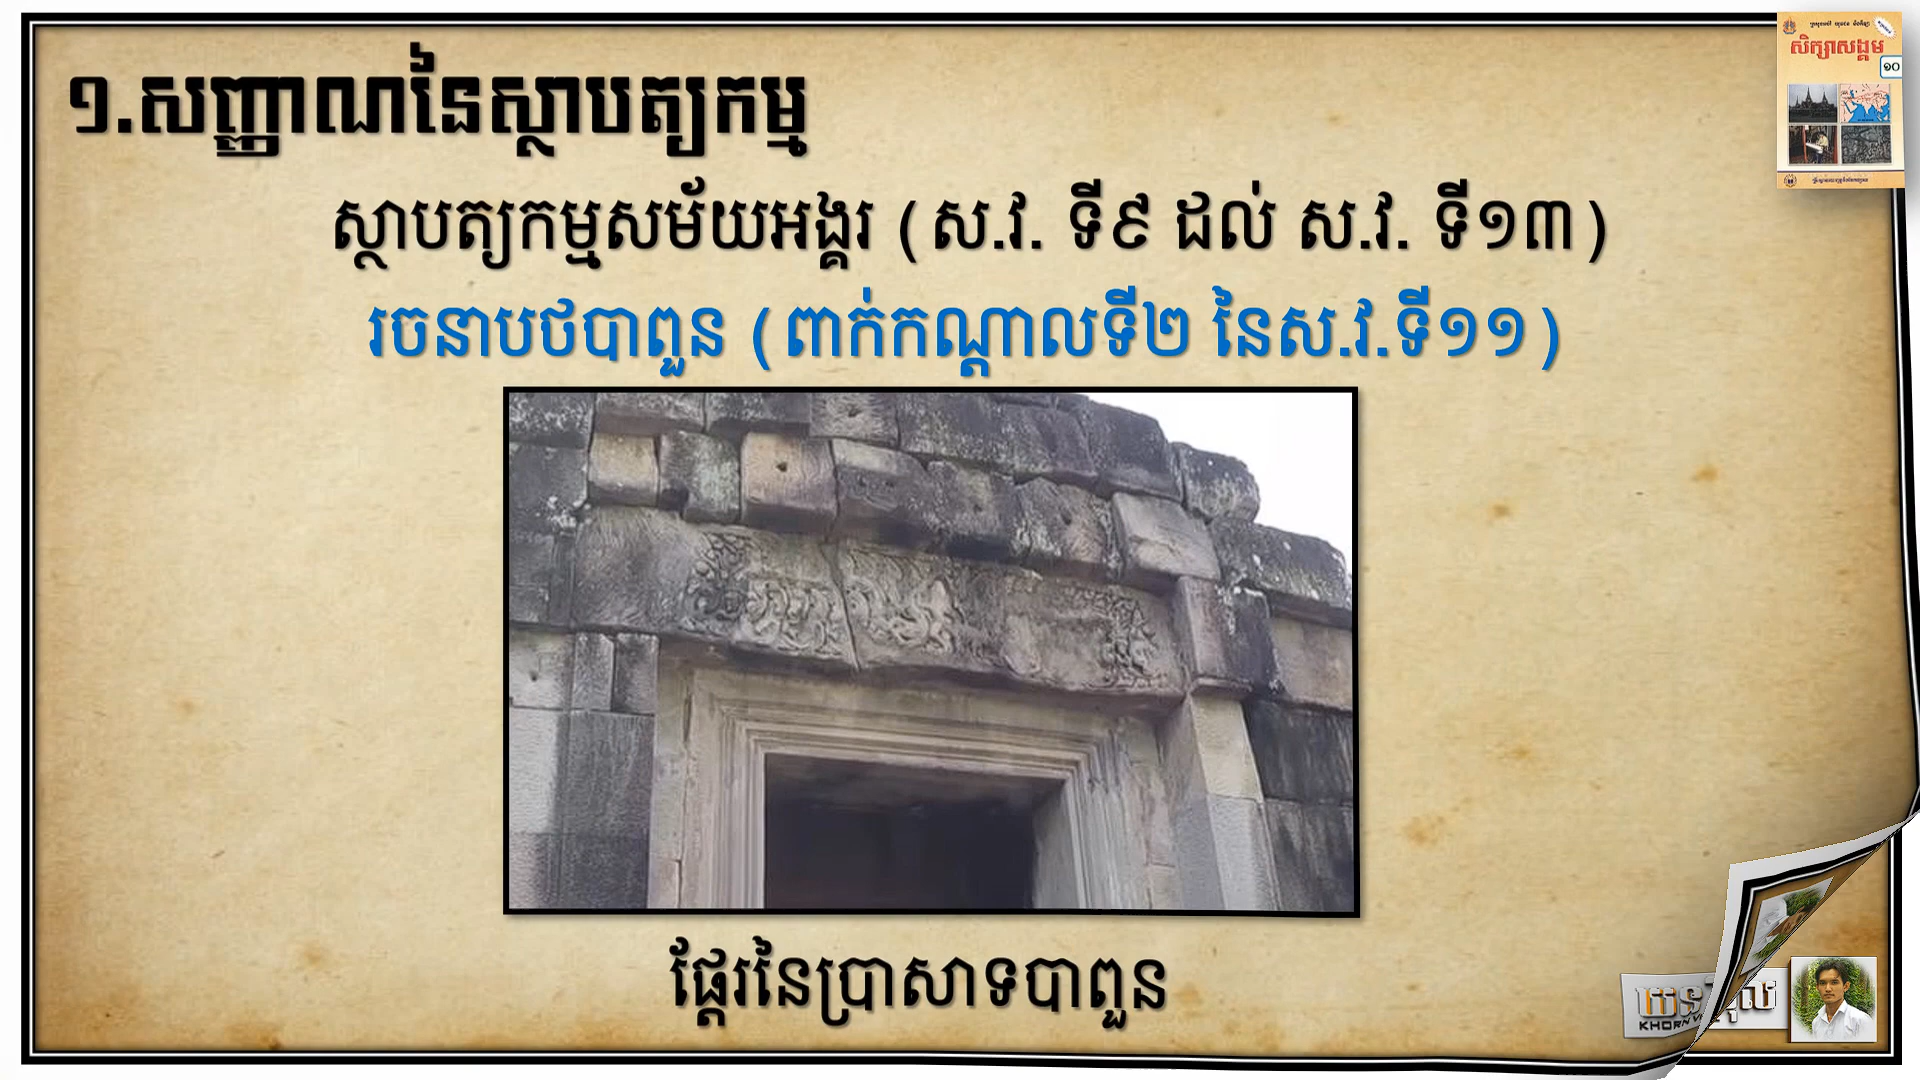 ១.សញ្ញាណនៃស្ថាបត្យកម្ម
សិក្សាសង្គម
១០
ស្ថាបត្យកម្មសម័យអង្គរ (ស.វ. ទី៩ ដល់ ស.វ. ទី១៣)
រចនាបថបាពួន (ពាក់កណ្តាលទី២ នៃស.វ.ទី១១)
ផ្តែរនៃប្រាសាទបាពួន